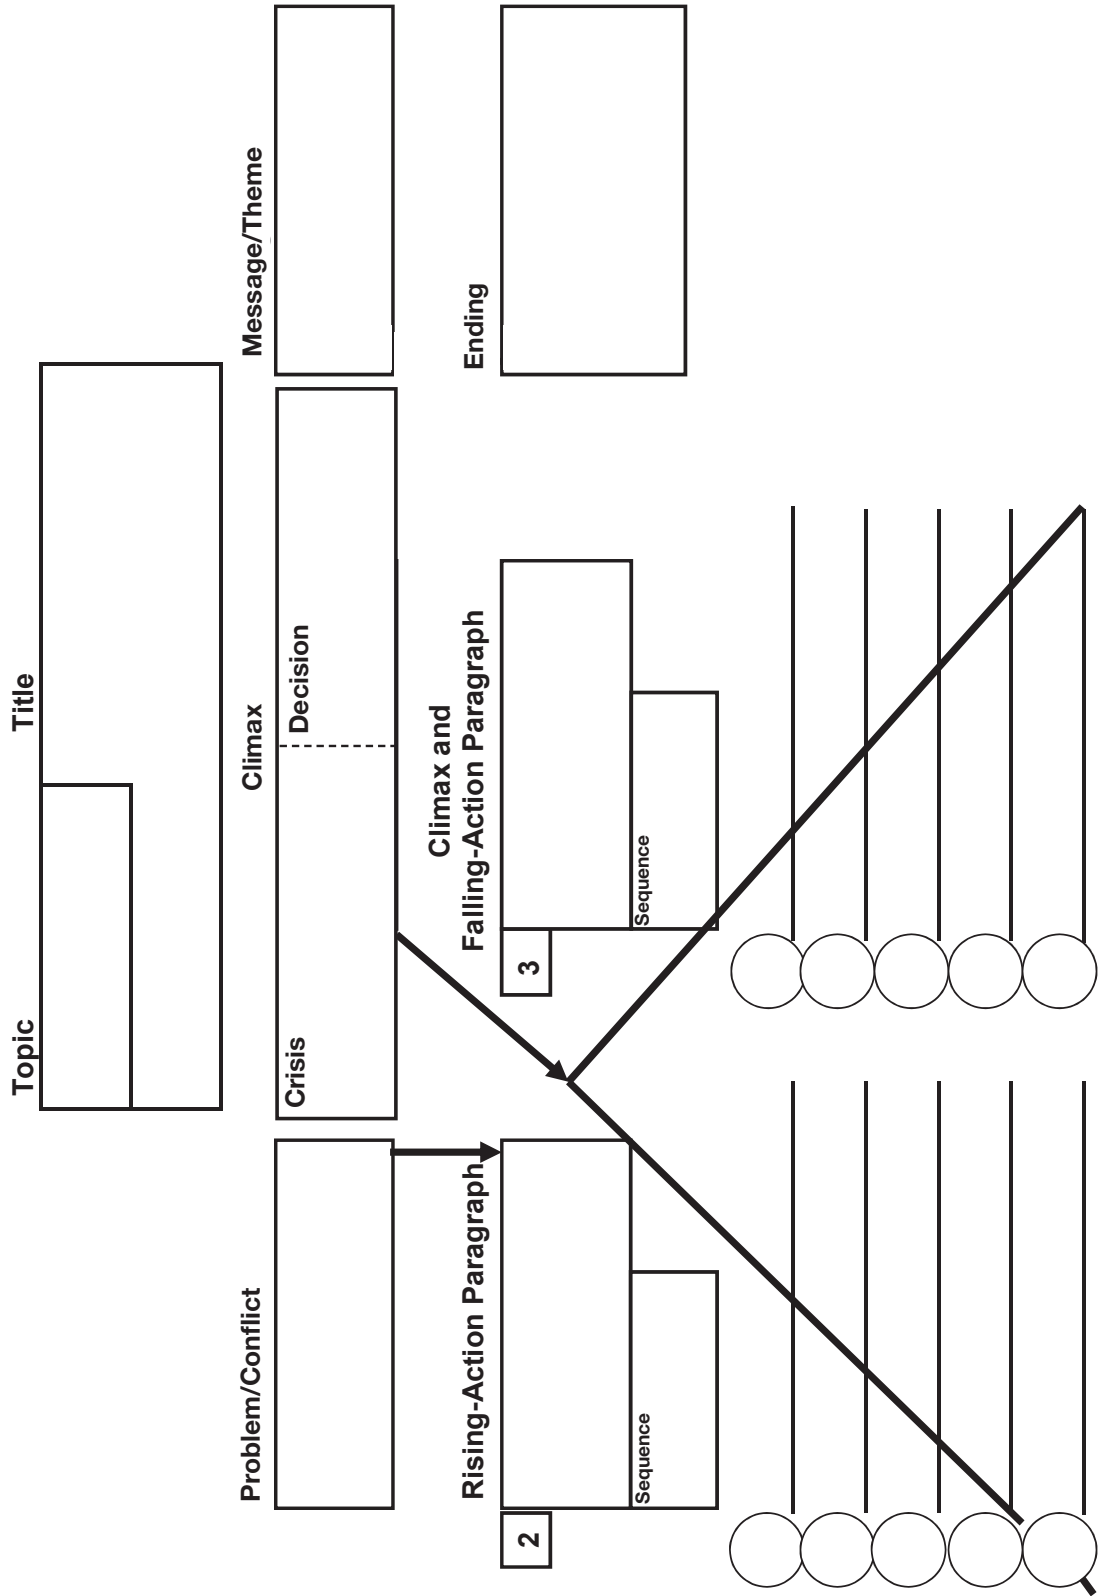 Topic
Title
Problem/Conflict
Climax
Message/Theme
Crisis
Decision
Rising-Action Paragraph
Climax and
Falling-Action Paragraph
Ending
2
3
Sequence
Sequence